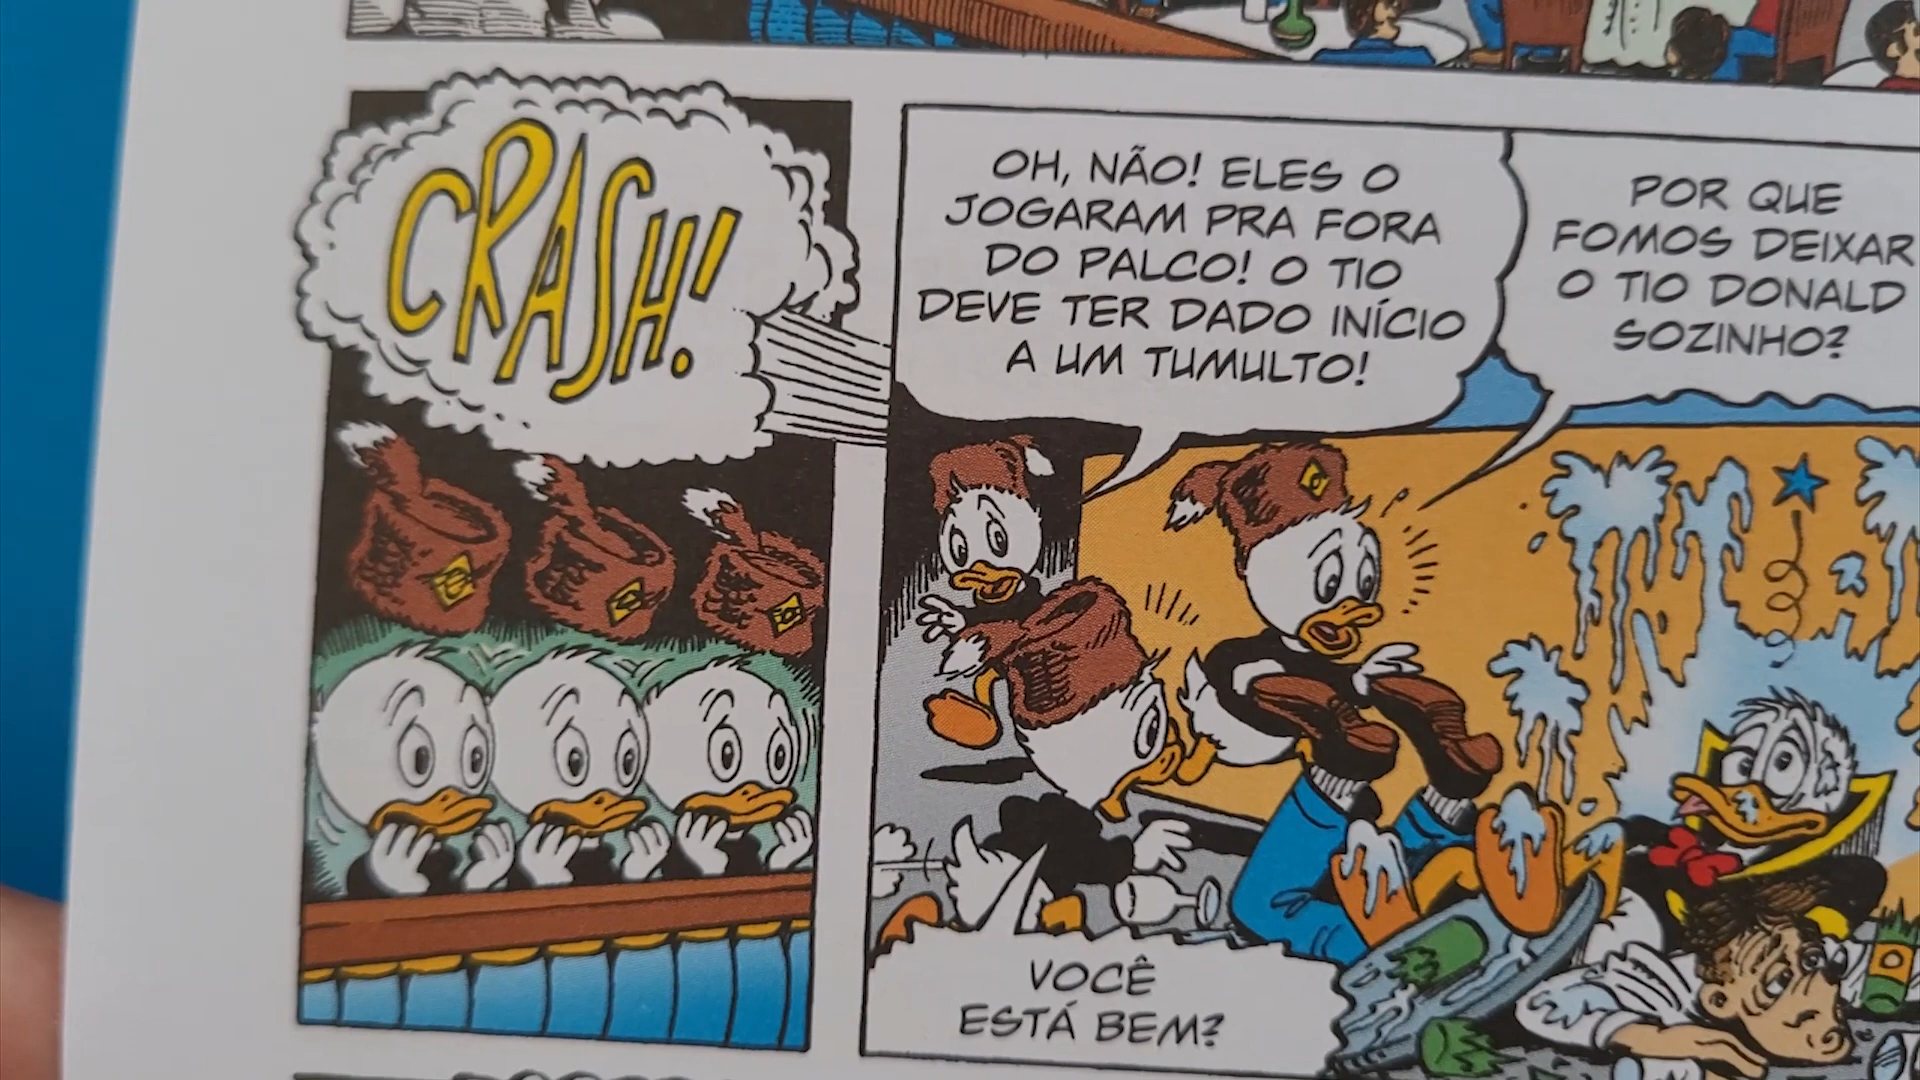 CRASH!
OH, NÃO! ELES O
JOGARAM PRA FORA
DO PALCO! O TIO
DEVE TER DADO INÍCIO
A UM TUMULTO!
POR QUE
FOMOS DEIXAR
O TIO DONALD
SOZINHO?
VOCÊ
ESTÁ BEM?